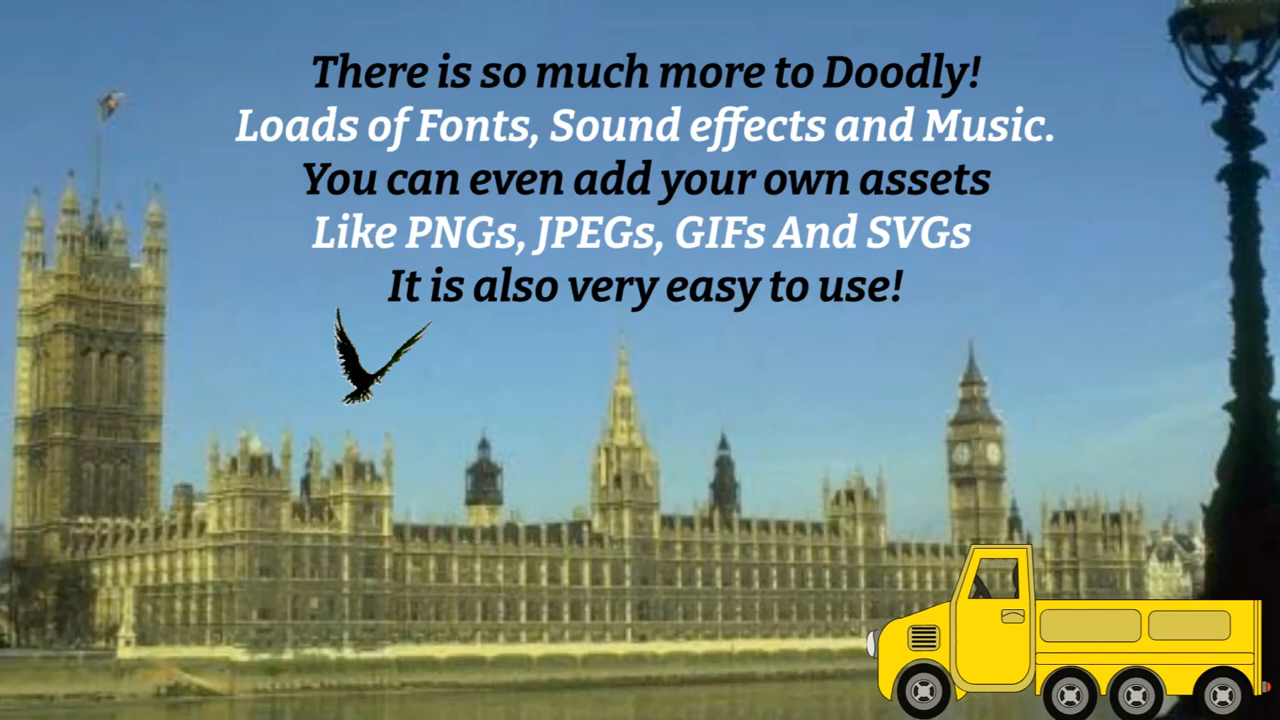 There is so much more to Doodly!
Loads of Fonts, Sound effects and Music.
You can even add your own assets
Like PNGs, JPEGs, GIFs And SVGs
It is also very easy to use!